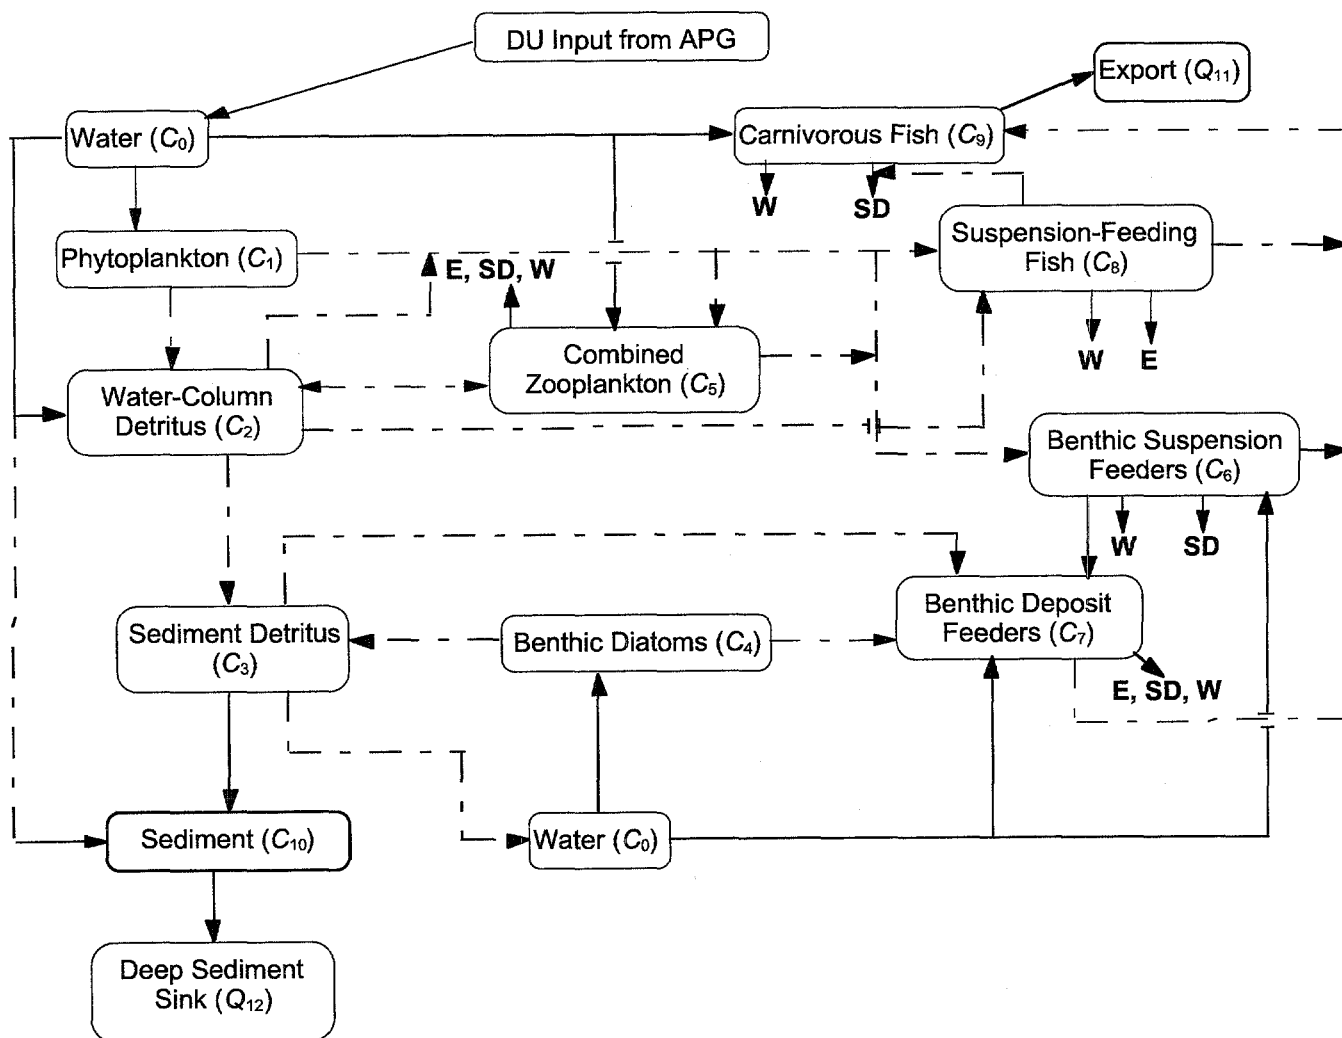 DU Input from APG
Export (Q11)
Water (C0)
Carnivorous Fish (C9)
W
SD
Phytoplankton (C1)
Suspension-Feeding
Fish (C8)
E, SD, W
W
E
Combined
Zooplankton (C5)
Water-Column
Detritus (C2)
Benthic Suspension
Feeders (C6)
W
SD
Benthic Deposit
Feeders (C7)
Sediment Detritus
(C3)
Benthic Diatoms (C4)
E, SD, W
Sediment (C10)
Water (C0)
Deep Sediment
Sink (Q12)